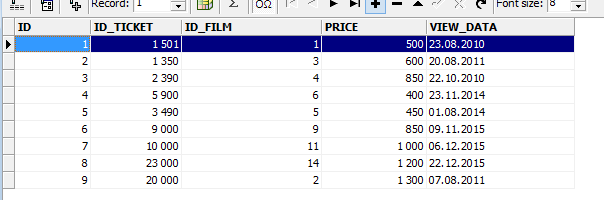 Record: 1 Σ OΩ Font size: 8
ID ID_TICKET ID_FILM PRICE VIEW_DATA
1 1 501 1 500 23.08.2010
2 1 350 3 600 20.08.2011
3 2 390 4 850 22.10.2010
4 5 900 6 400 23.11.2014
5 3 490 5 450 01.08.2014
6 9 000 9 850 09.11.2015
7 10 000 11 1 000 06.12.2015
8 23 000 14 1 200 22.12.2015
9 20 000 2 1 300 07.08.2011